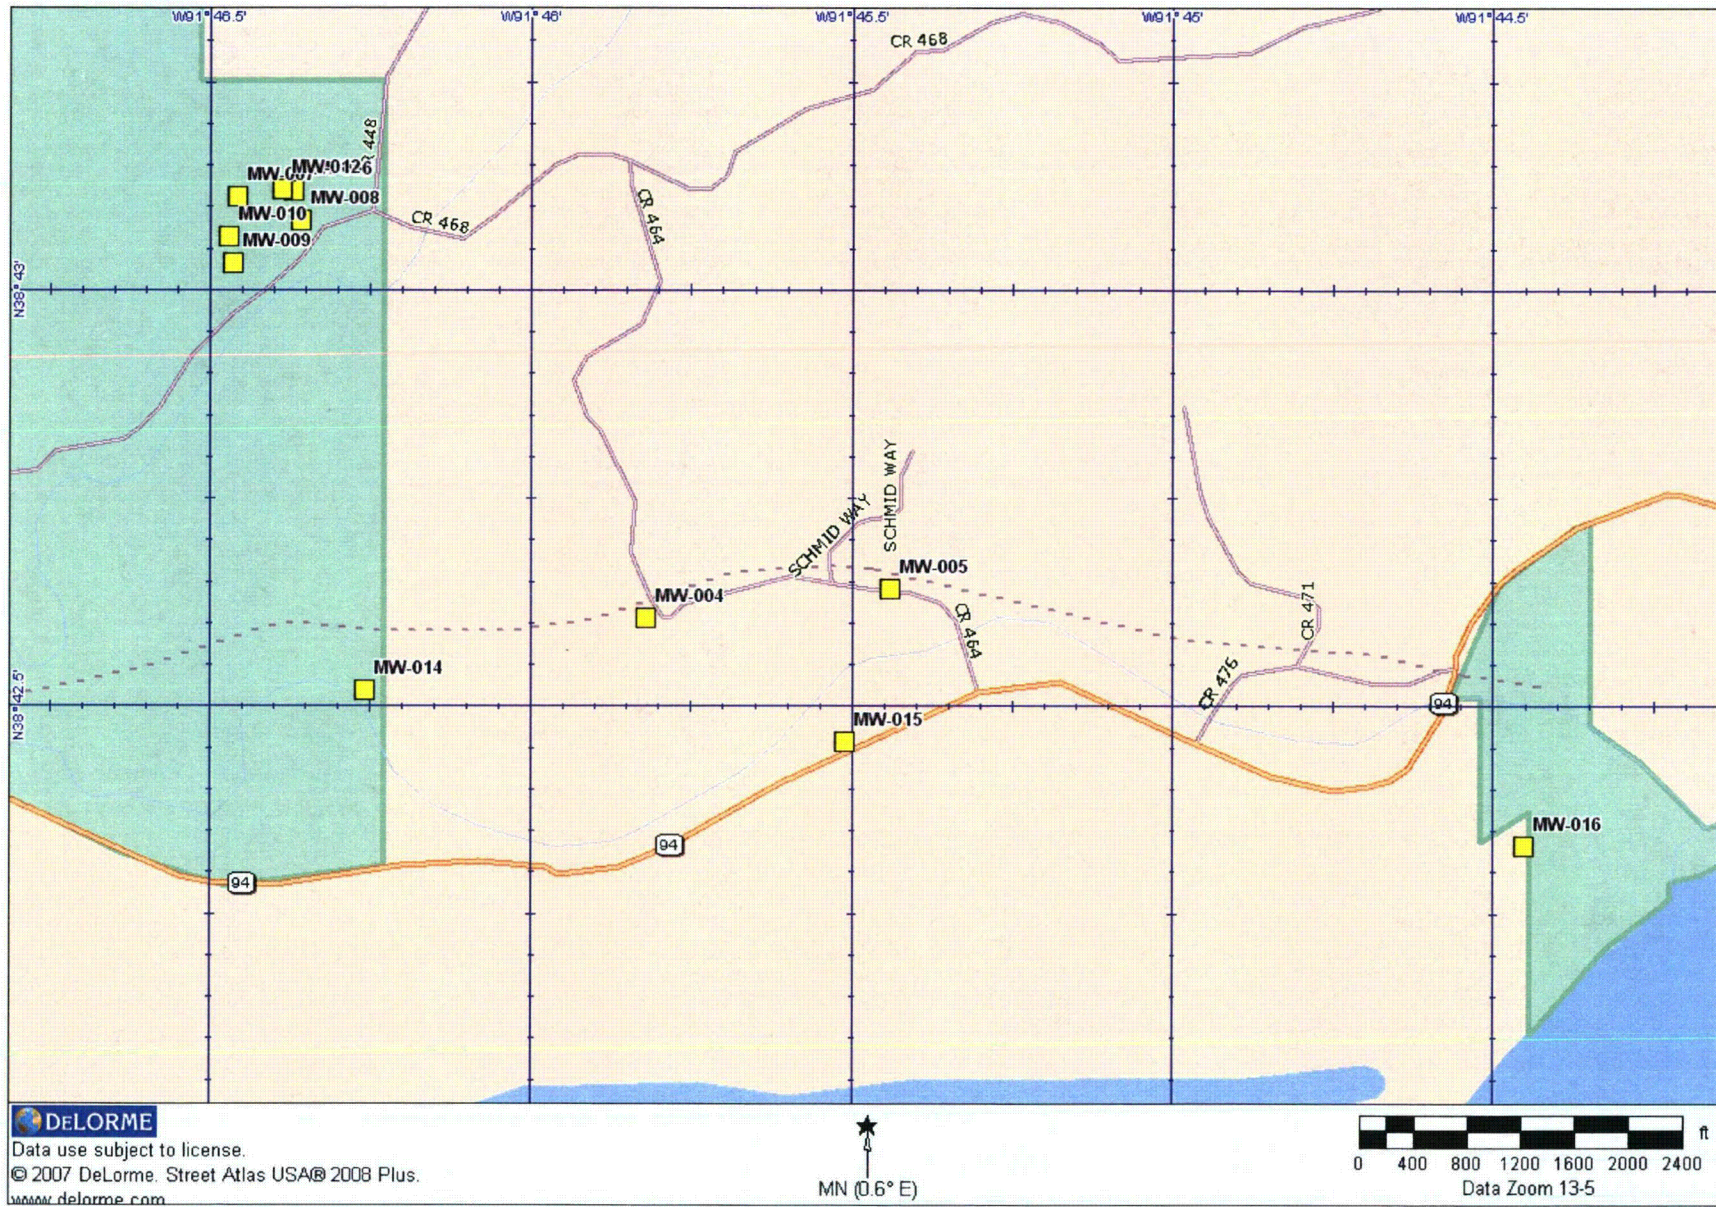 W91° 46.5'
W91° 46'
W91° 45.5'
W91° 45'
W91° 44.5'
CR 468
CR 448
MW-007
MW-012
MW-008
MW-010
MW-009
CR 468
CR 464
N38° 43'
SCHMID WAY
SCHMID WAY
MW-005
MW-004
CR 464
CR 471
CR 476
MW-014
N38° 42.5'
94
MW-015
94
94
MW-016
DELORME
Data use subject to license.
© 2007 DeLorme. Street Atlas USA® 2008 Plus.
www.delorme.com
MN (0.6° E)
ft
0 400 800 1200 1600 2000 2400
Data Zoom 13-5